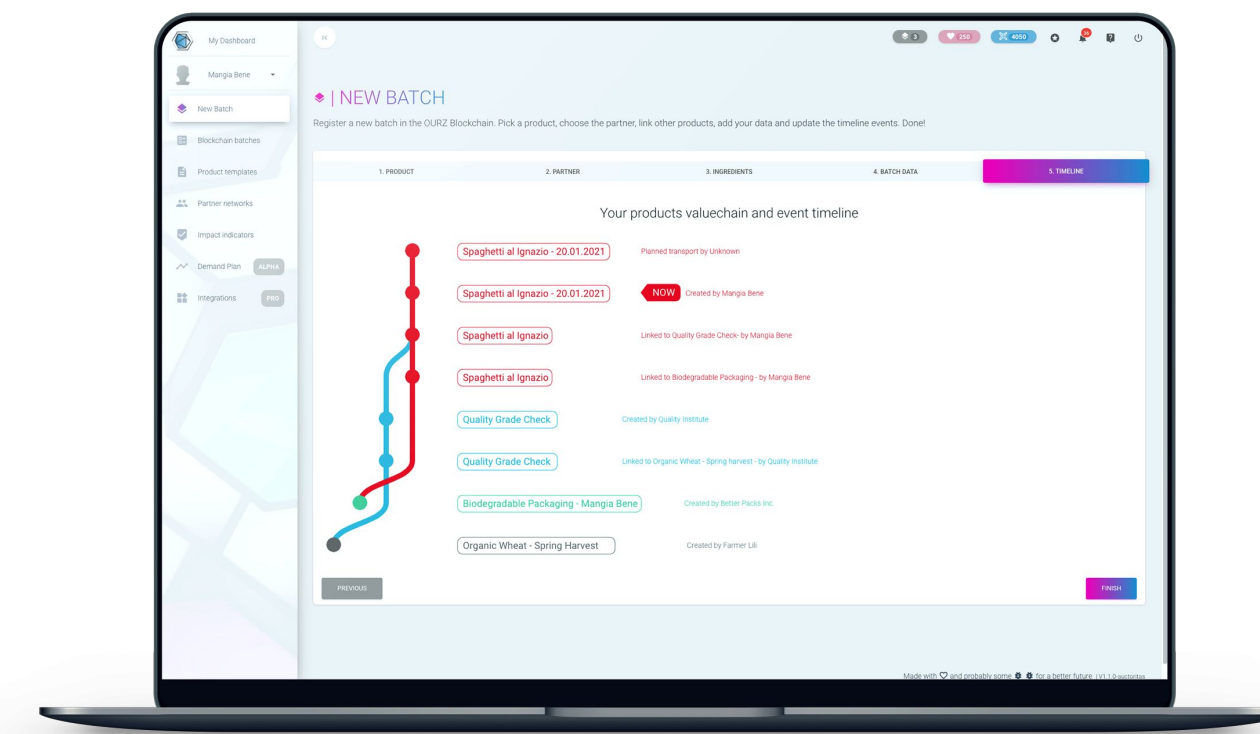 My Dashboard
3
250
4050
36
Mangia Bene
New Batch
Blockchain batches
Product templates
Partner networks
Impact indicators
Demand Plan ALPHA
Integrations PRO
| NEW BATCH
Register a new batch in the OURZ Blockchain. Pick a product, choose the partner, link other products, add your data and update the timeline events. Done!
1. PRODUCT
2. PARTNER
3. INGREDIENTS
4. BATCH DATA
5. TIMELINE
Your products valuechain and event timeline
Spaghetti al Ignazio - 20.01.2021 Planned transport by Unknown
Spaghetti al Ignazio - 20.01.2021 NOW Created by Mangia Bene
Spaghetti al Ignazio Linked to Quality Grade Check- by Mangia Bene
Spaghetti al Ignazio Linked to Biodegradable Packaging - by Mangia Bene
Quality Grade Check Created by Quality Institute
Quality Grade Check Linked to Organic Wheat - Spring harvest - by Quality Institute
Biodegradable Packaging - Mangia Bene Created by Better Packs Inc.
Organic Wheat - Spring Harvest Created by Farmer Lili
PREVIOUS
FINISH
Made with and probably some for a better future | V1.1.0-auctontas